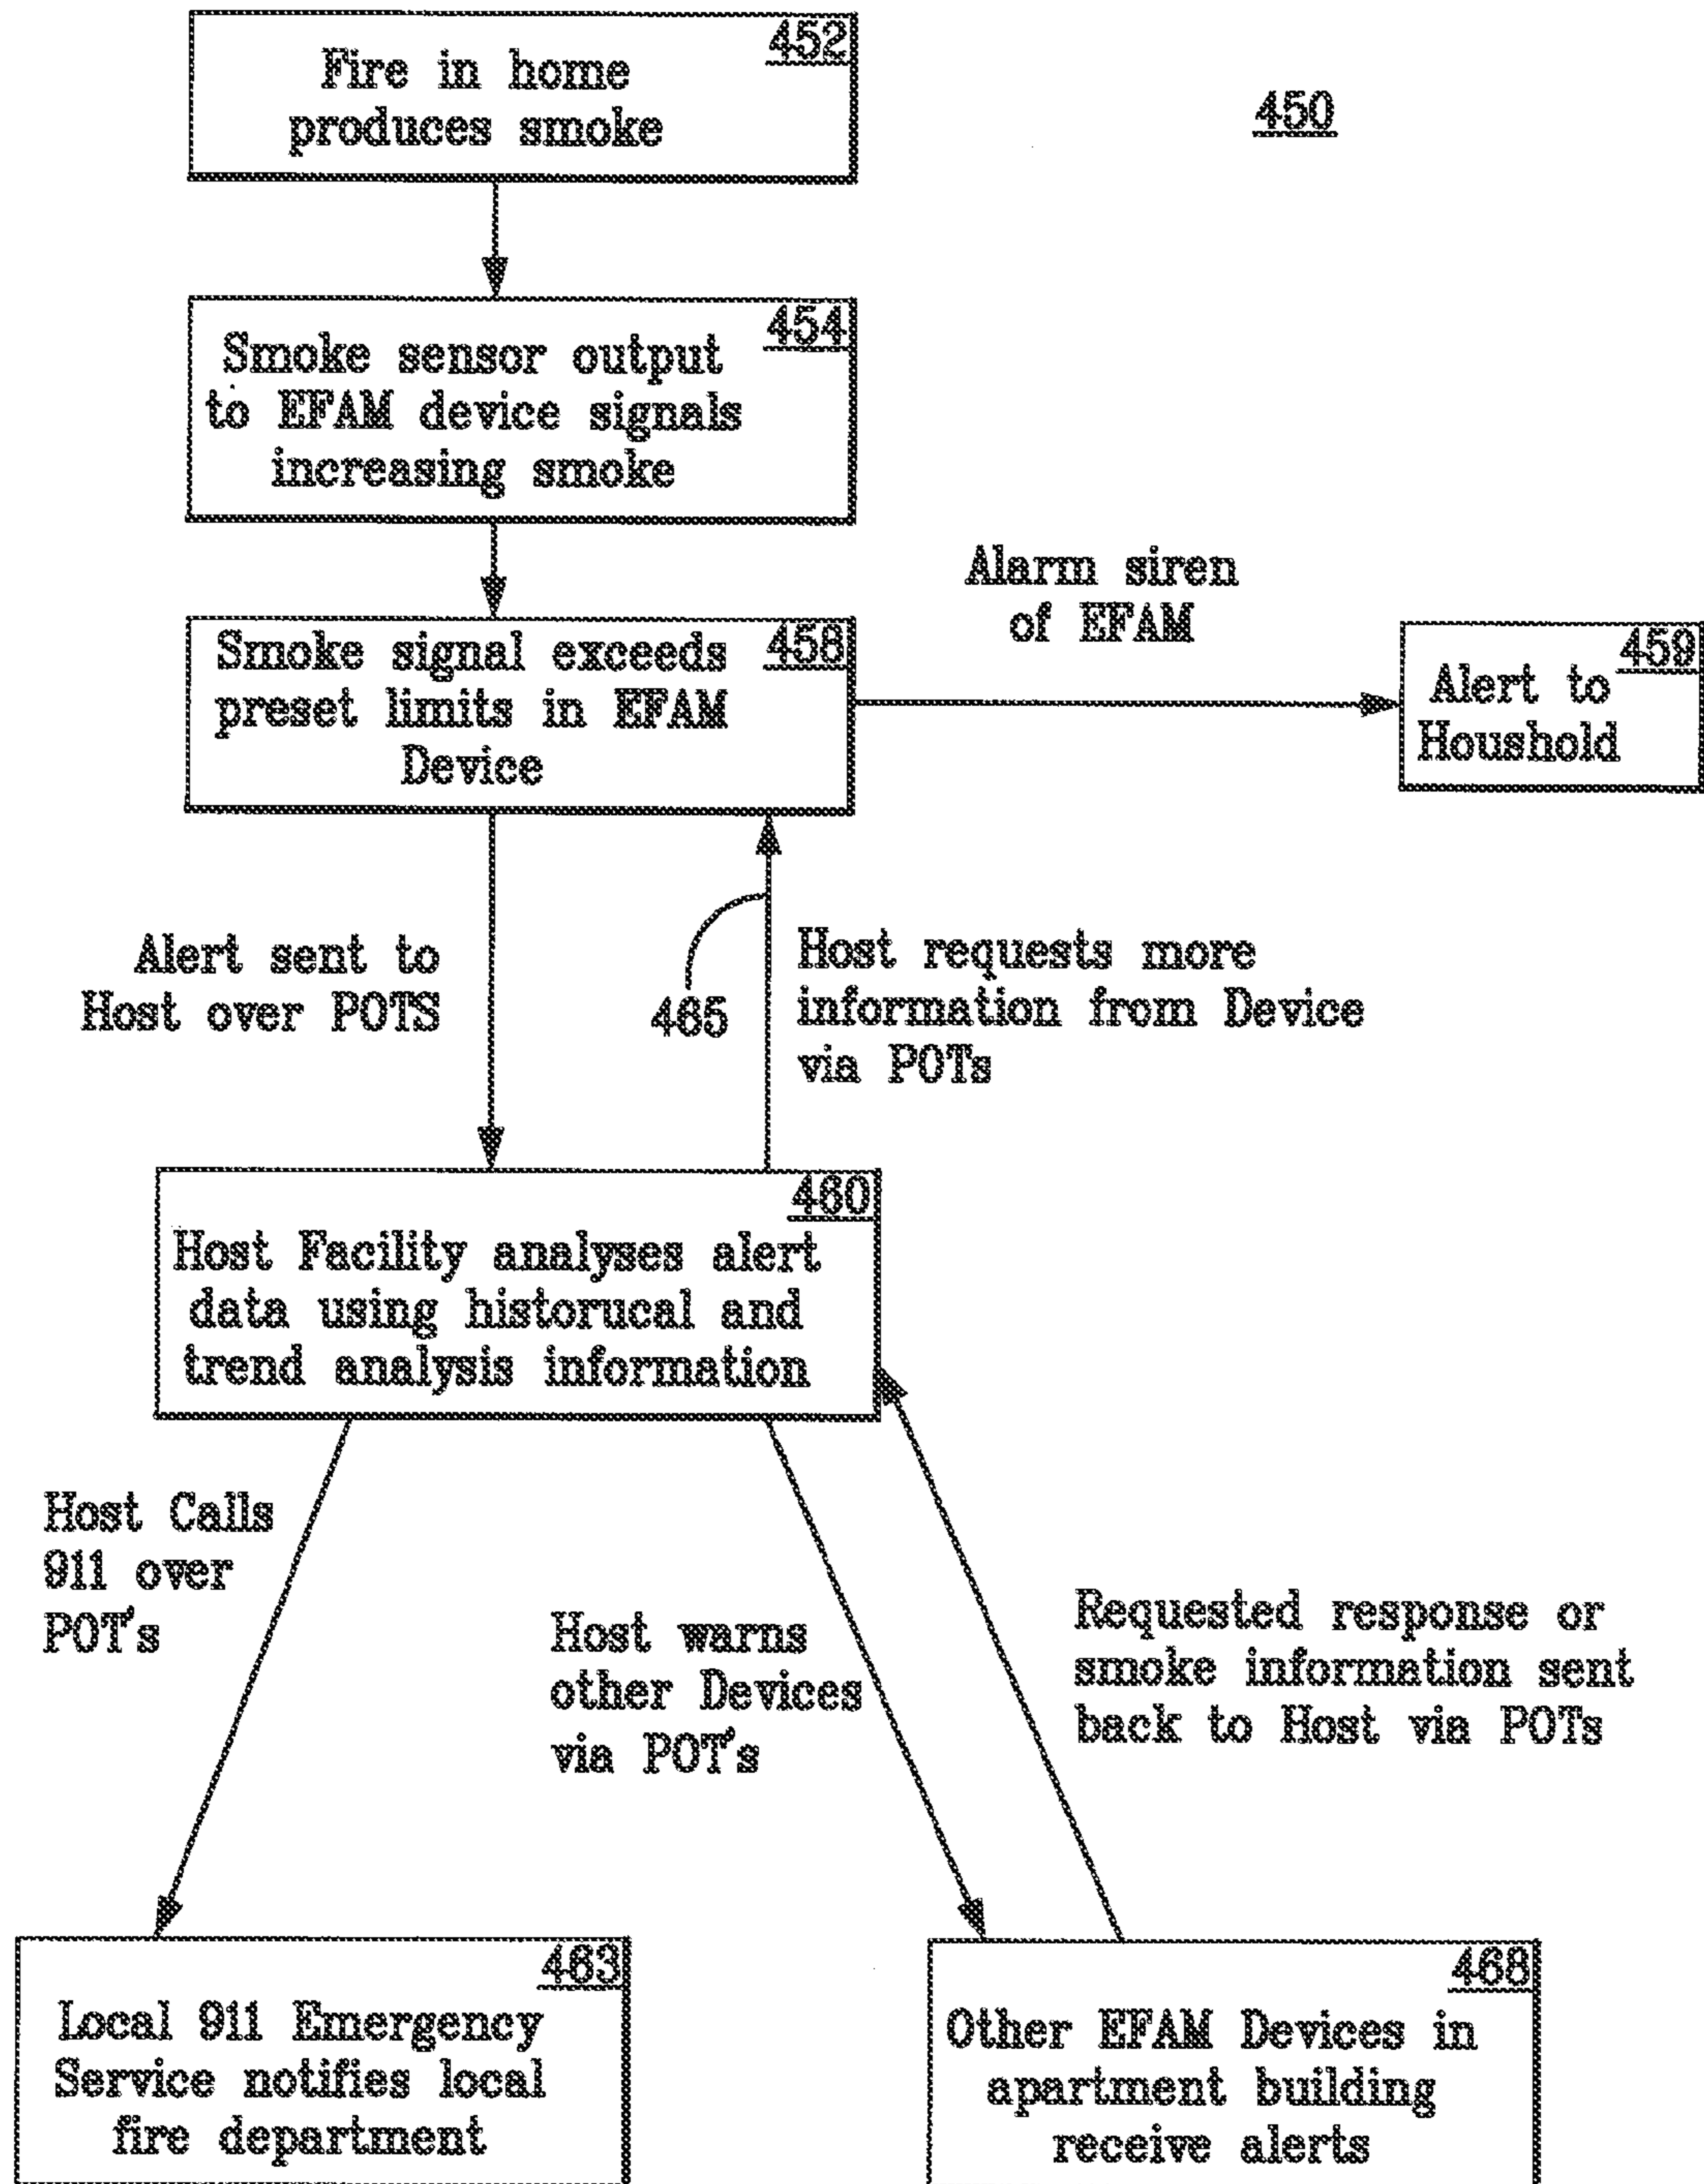 452
Fire in home
produces smoke
450
454
Smoke sensor output
to EFAM device signals
increasing smoke
458
Smoke signal exceeds
preset limits in EFAM
Device
Alarm siren
of EFAM
459
Alert to
Houshold
Alert sent to
Host over POTS
465
Host requests more
information from Device
via POTs
460
Host Facility analyses alert
data using historucal and
trend analysis information
Host Calls
911 over
POT's
Host warns
other Devices
via POT's
Requested response or
smoke information sent
back to Host via POTs
463
Local 911 Emergency
Service notifies local
fire department
468
Other EFAM Devices in
apartment building
receive alerts